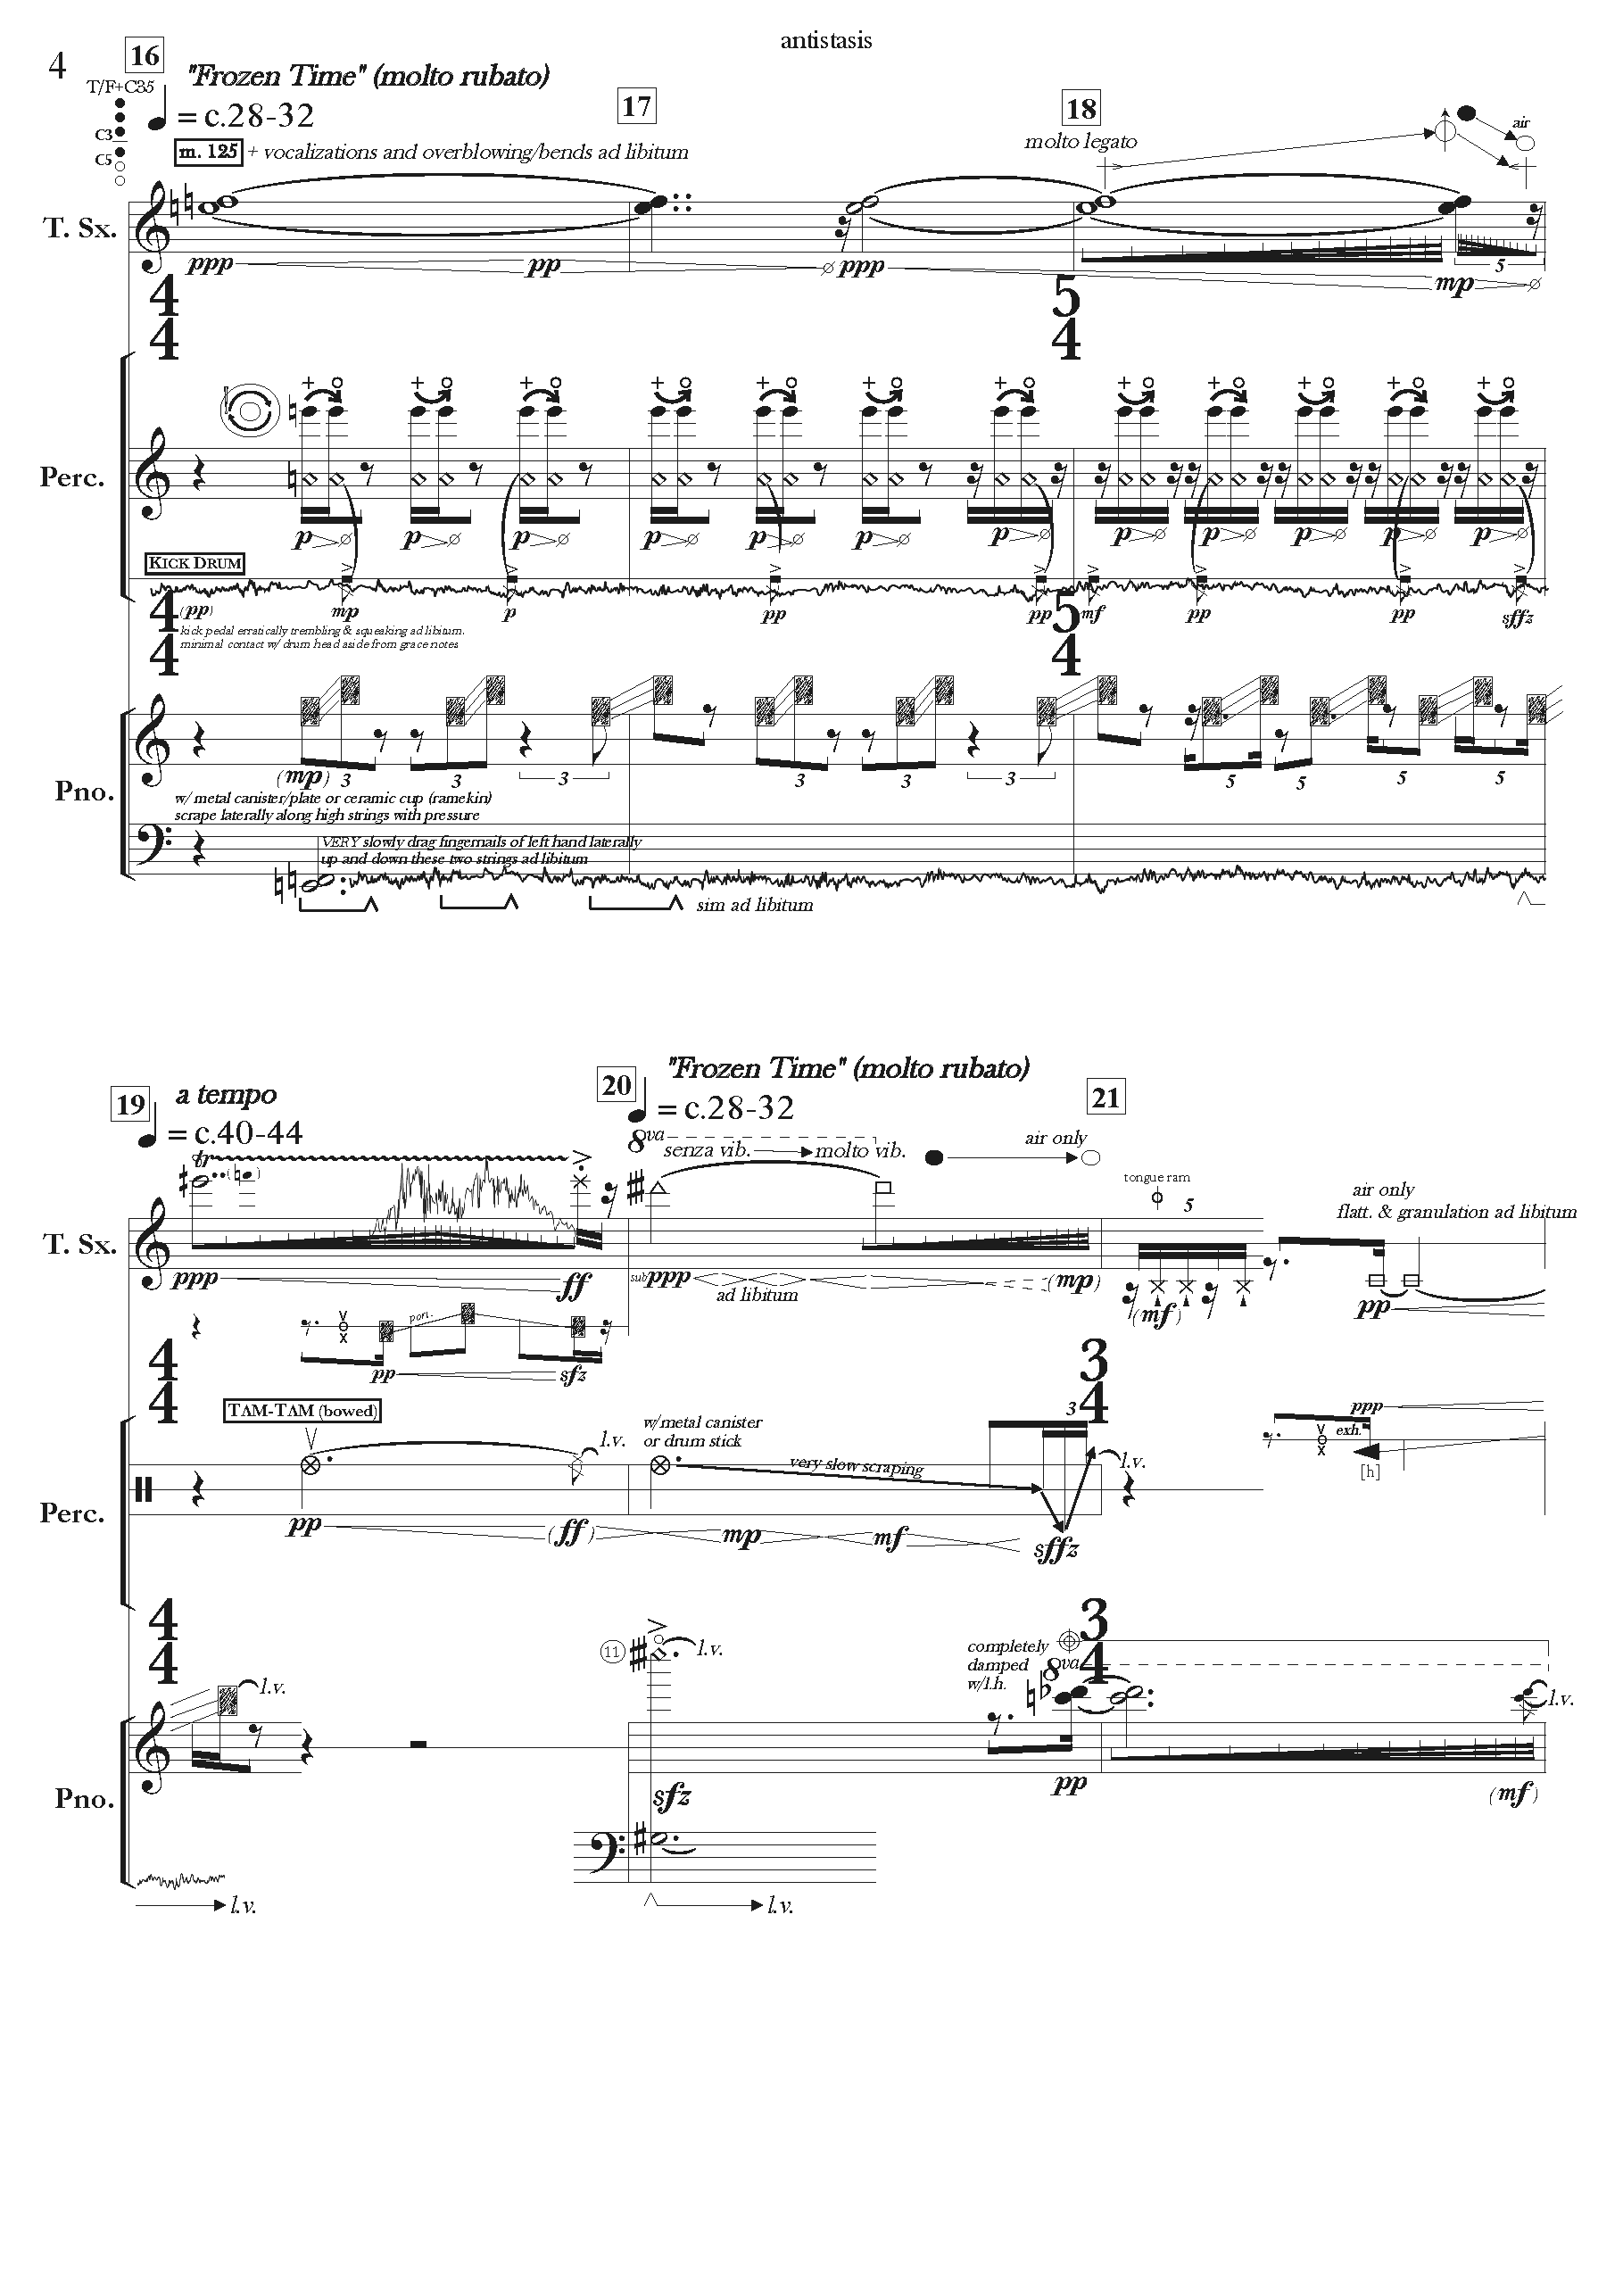 antistasis
4
16
T/F+C35
"Frozen Time" (molto rubato)
= c.28-32
17
18
C3
C5
m. 125 + vocalizations and overblowing/bends ad libitum
molto legato
air
T. Sx.
ppp pp ppp mp
5
4
4
5
4
Perc.
p p p p p p p p p p p p
KICK DRUM
(pp) mp p pp pp mf pp pp sffz
kick pedal erratically trembling & squeaking ad libitum.
minimal contact w/ drum head aside from grace notes
4
4
5
4
Pno.
(mp) 3 3 3 3 3 3 5 5 5 5
w/ metal canister/plate or ceramic cup (ramekin)
scrape laterally along high strings with pressure
VERY slowly drag fingernails of left hand laterally
up and down these two strings ad libitum
sim ad libitum
19
a tempo
= c.40-44
20
"Frozen Time" (molto rubato)
= c.28-32
21
tr
8va
senza vib. molto vib.
air only
tongue ram
5
air only
flatt. & granulation ad libitum
T. Sx.
ppp ff
sub ppp (mp)
ad libitum
(mf) pp
port.
pp sfz
4
4
3
4
TAM-TAM (bowed)
l.v.
w/metal canister
or drum stick
very slow scraping
3
l.v.
ppp
exh.
[h]
Perc.
pp (ff) mp mf sffz
4
4
3
4
11
l.v.
completely
damped
w/l.h.
8va
l.v.
l.v.
Pno.
sfz pp (mf)
l.v. l.v.